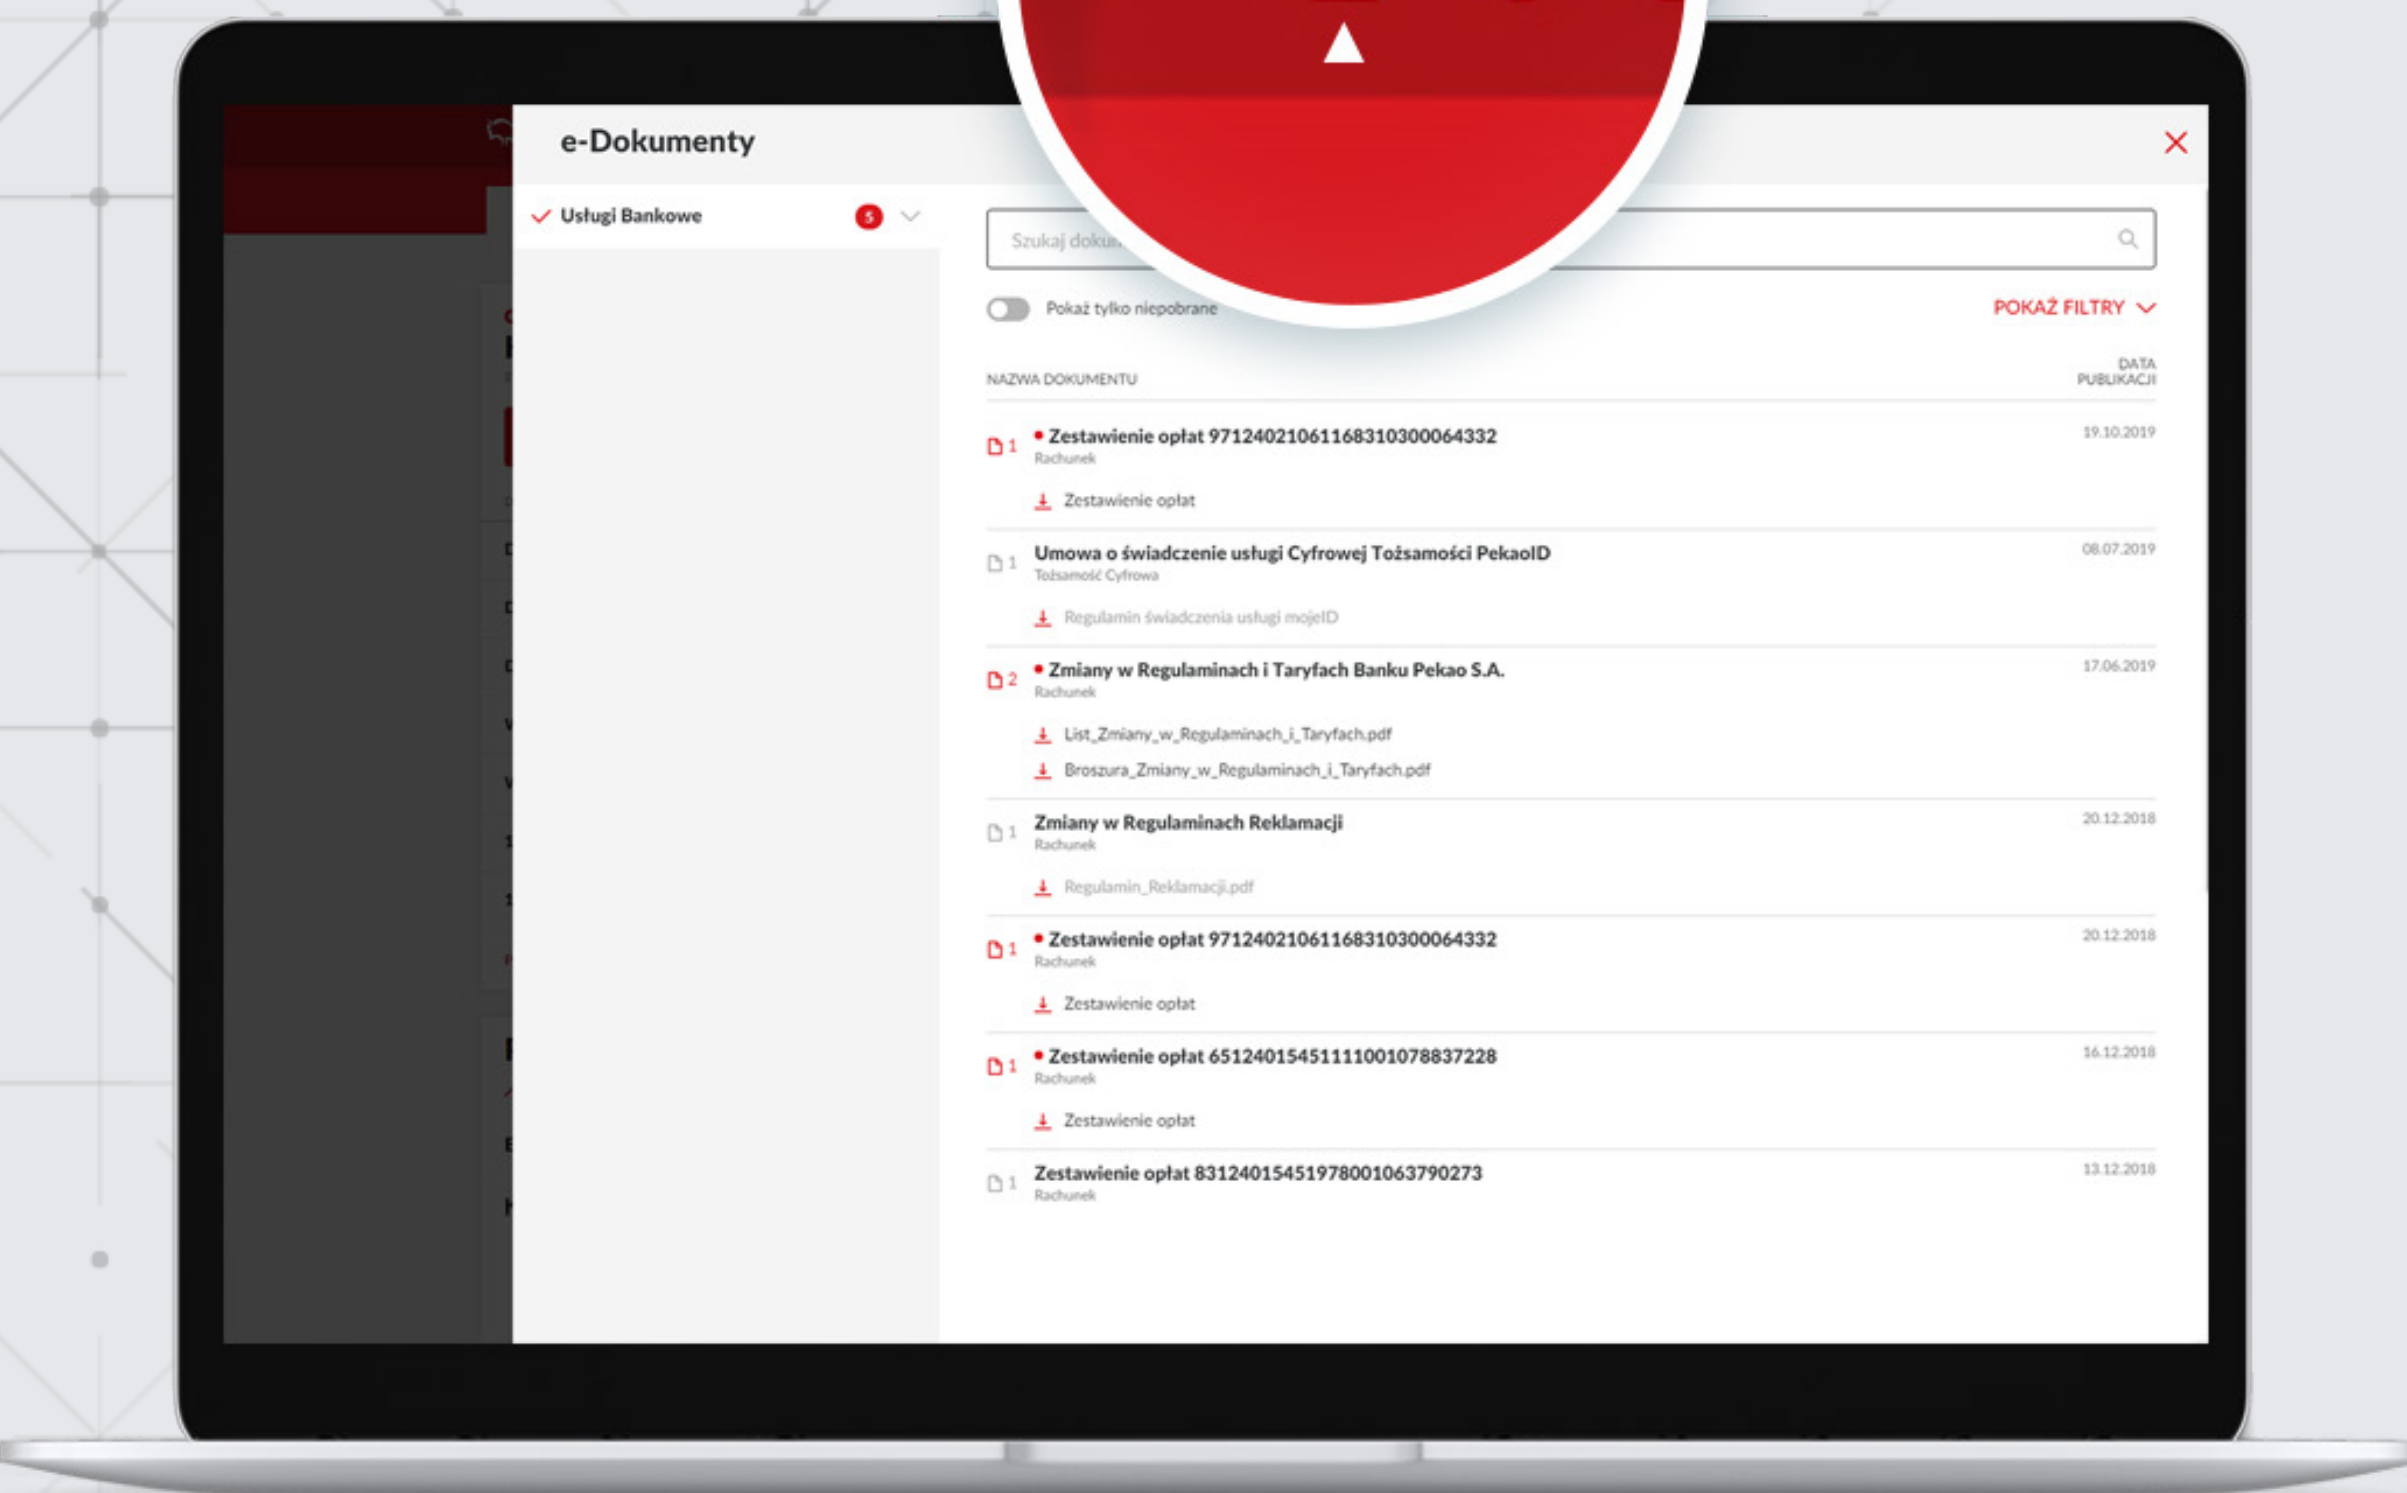 e-Dokumenty
Usługi Bankowe 5
Szukaj
Pokaż tylko niepobrane
POKAŻ FILTRY
NAZWA DOKUMENTU
DATA
PUBLIKACJI
1 Zestawienie opłat 97124021061168310300064332 19.10.2019
Rachunek
Zestawienie opłat
1 Umowa o świadczenie usługi Cyfrowej Tożsamości PekaoID 08.07.2019
Tożsamość Cyfrowa
Regulamin świadczenia usługi mojeID
2 Zmiany w Regulaminach i Taryfach Banku Pekao S.A. 17.06.2019
Rachunek
List_Zmiany_w_Regulaminach_i_Taryfach.pdf
Broszura_Zmiany_w_Regulaminach_i_Taryfach.pdf
1 Zmiany w Regulaminach Reklamacji 20.12.2018
Rachunek
Regulamin_Reklamacji.pdf
1 Zestawienie opłat 97124021061168310300064332 20.12.2018
Rachunek
Zestawienie opłat
1 Zestawienie opłat 65124015451111001078837228 16.12.2018
Rachunek
Zestawienie opłat
1 Zestawienie opłat 83124015451978001063790273 13.12.2018
Rachunek